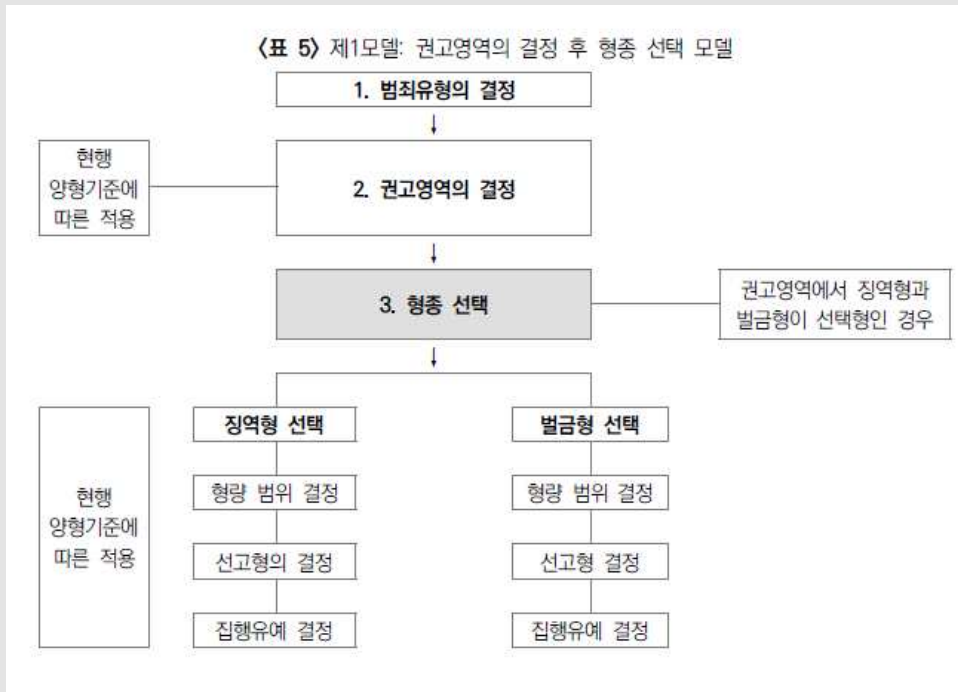 〈표 5〉 제1모델: 권고영역의 결정 후 형종 선택 모델
1. 범죄유형의 결정
↓
현행
양형기준에
따른 적용
2. 권고영역의 결정
↓
3. 형종 선택
권고영역에서 징역형과
벌금형이 선택형인 경우
↓
현행
양형기준에
따른 적용
징역형 선택
형량 범위 결정
선고형의 결정
집행유예 결정
벌금형 선택
형량 범위 결정
선고형 결정
집행유예 결정